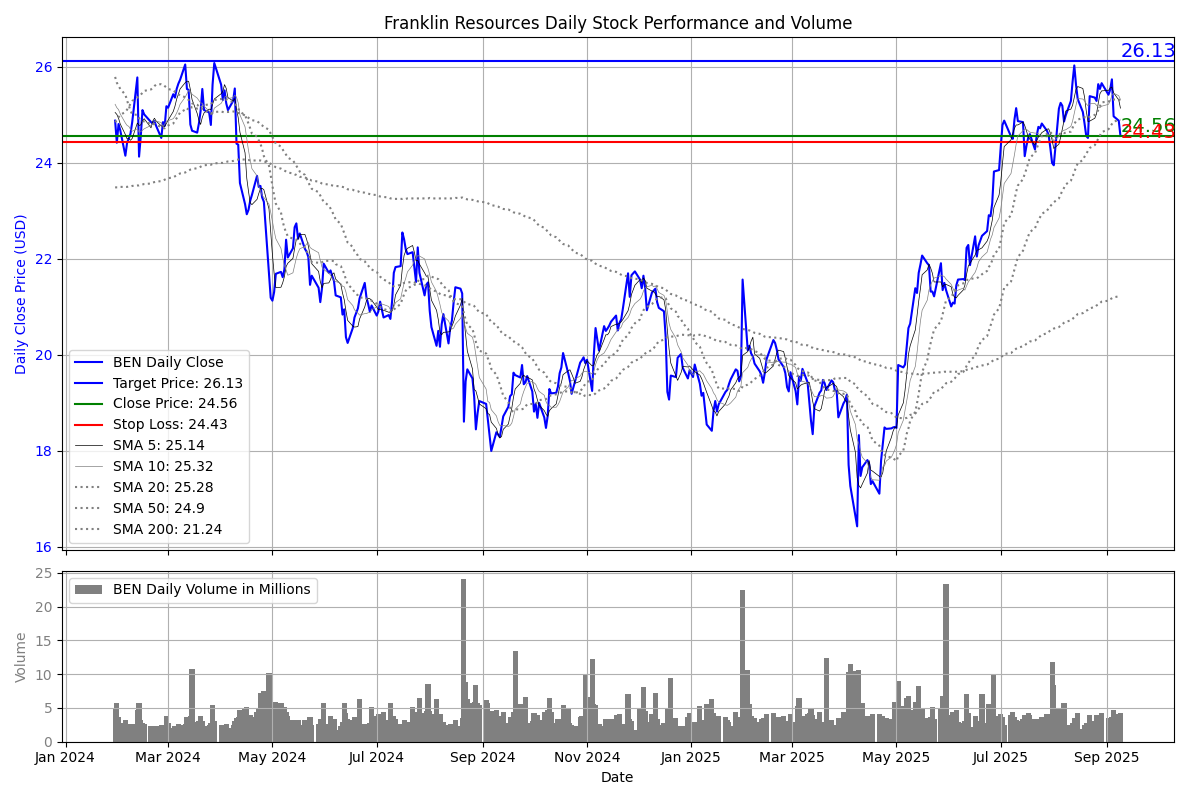 Franklin Resources Daily Stock Performance and Volume
Daily Close Price (USD)
26
24
22
20
18
16
26.13
24.56
24.43
BEN Daily Close
Target Price: 26.13
Close Price: 24.56
Stop Loss: 24.43
SMA 5: 25.14
SMA 10: 25.32
SMA 20: 25.28
SMA 50: 24.9
SMA 200: 21.24
Volume
25
20
15
10
5
0
BEN Daily Volume in Millions
Jan 2024 Mar 2024 May 2024 Jul 2024 Sep 2024 Nov 2024 Jan 2025 Mar 2025 May 2025 Jul 2025 Sep 2025
Date